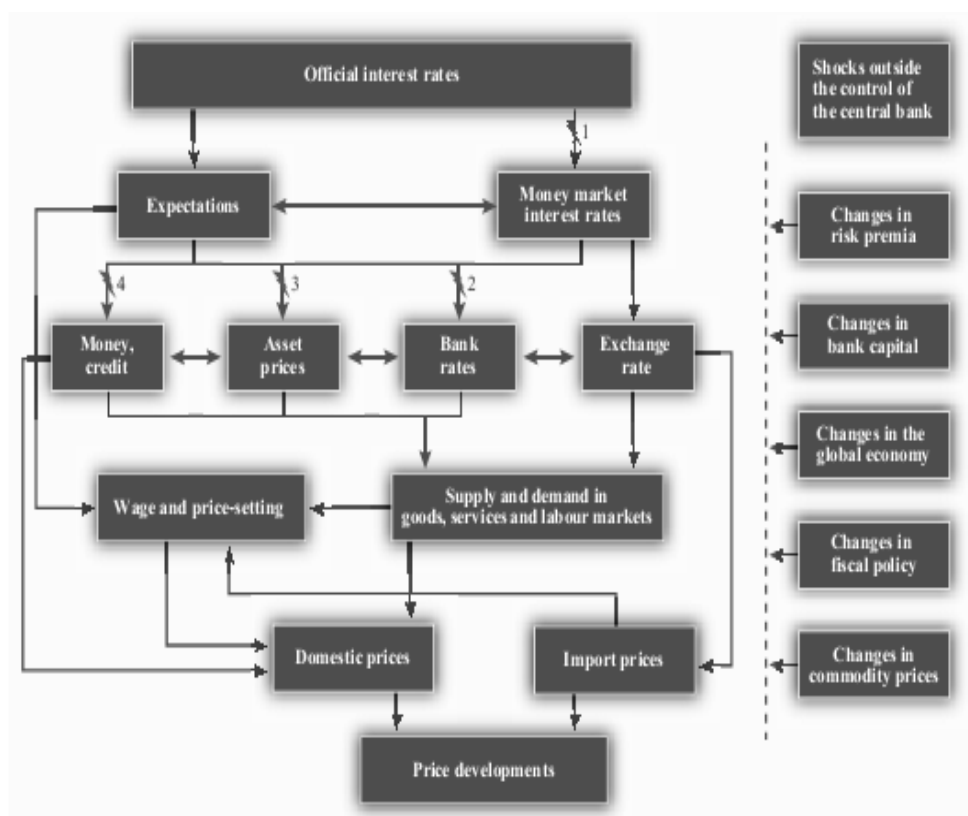 Official interest rates
Shocks outside
the control of
the central bank
1
Expectations
Money market
interest rates
Changes in
risk premia
4
3
2
Money,
credit
Asset
prices
Bank
rates
Exchange
rate
Changes in
bank capital
Changes in the
global economy
Wage and price-setting
Supply and demand in
goods, services and labour markets
Changes in
fiscal policy
Domestic prices
Import prices
Changes in
commodity prices
Price developments